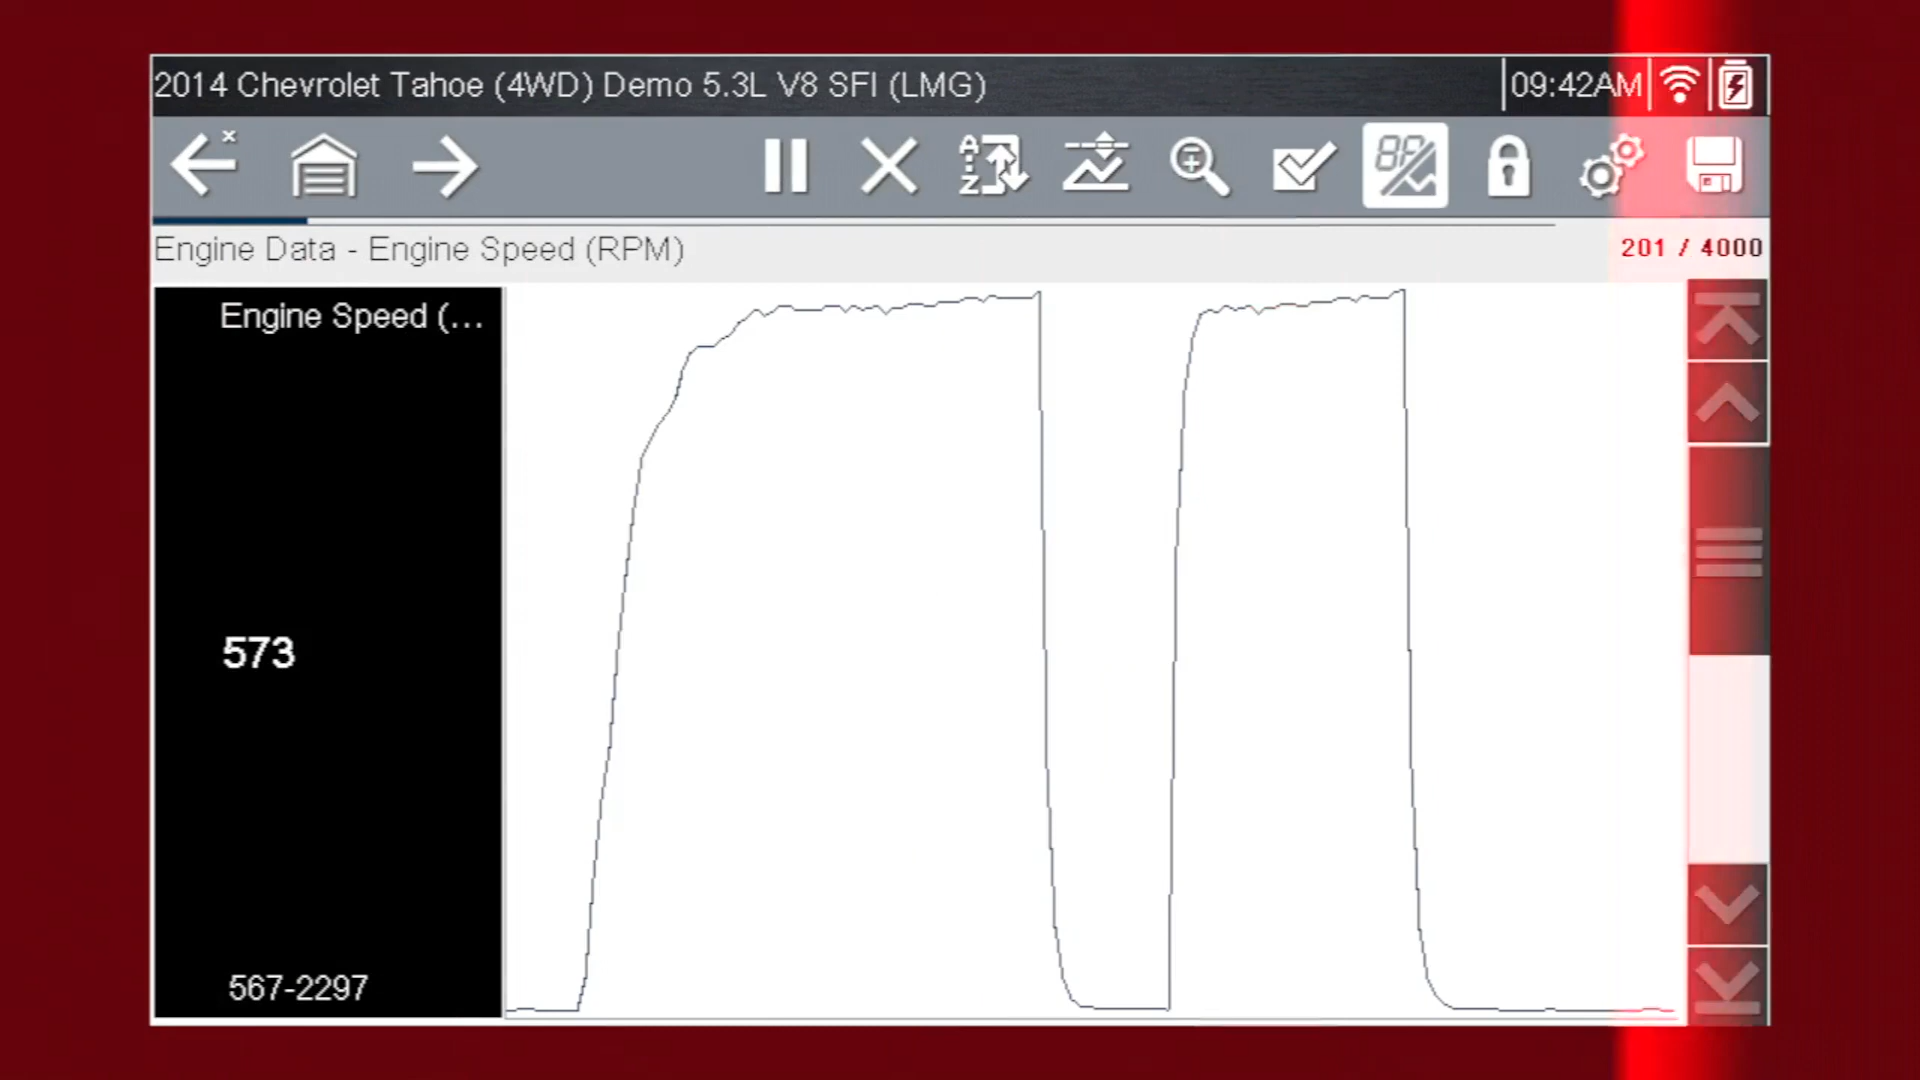 2014 Chevrolet Tahoe (4WD) Demo 5.3L V8 SFI (LMG)
09:42AM
Engine Data - Engine Speed (RPM)
201 / 4000
Engine Speed (...
573
567-2297